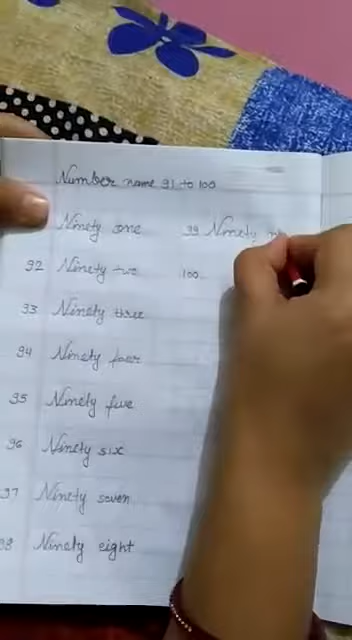 Number name 91 to 100
Ninety one
92 Ninety two
93 Ninety three
94 Ninety four
95 Ninety five
96 Ninety six
97 Ninety seven
98 Ninety eight
99 Ninety
100